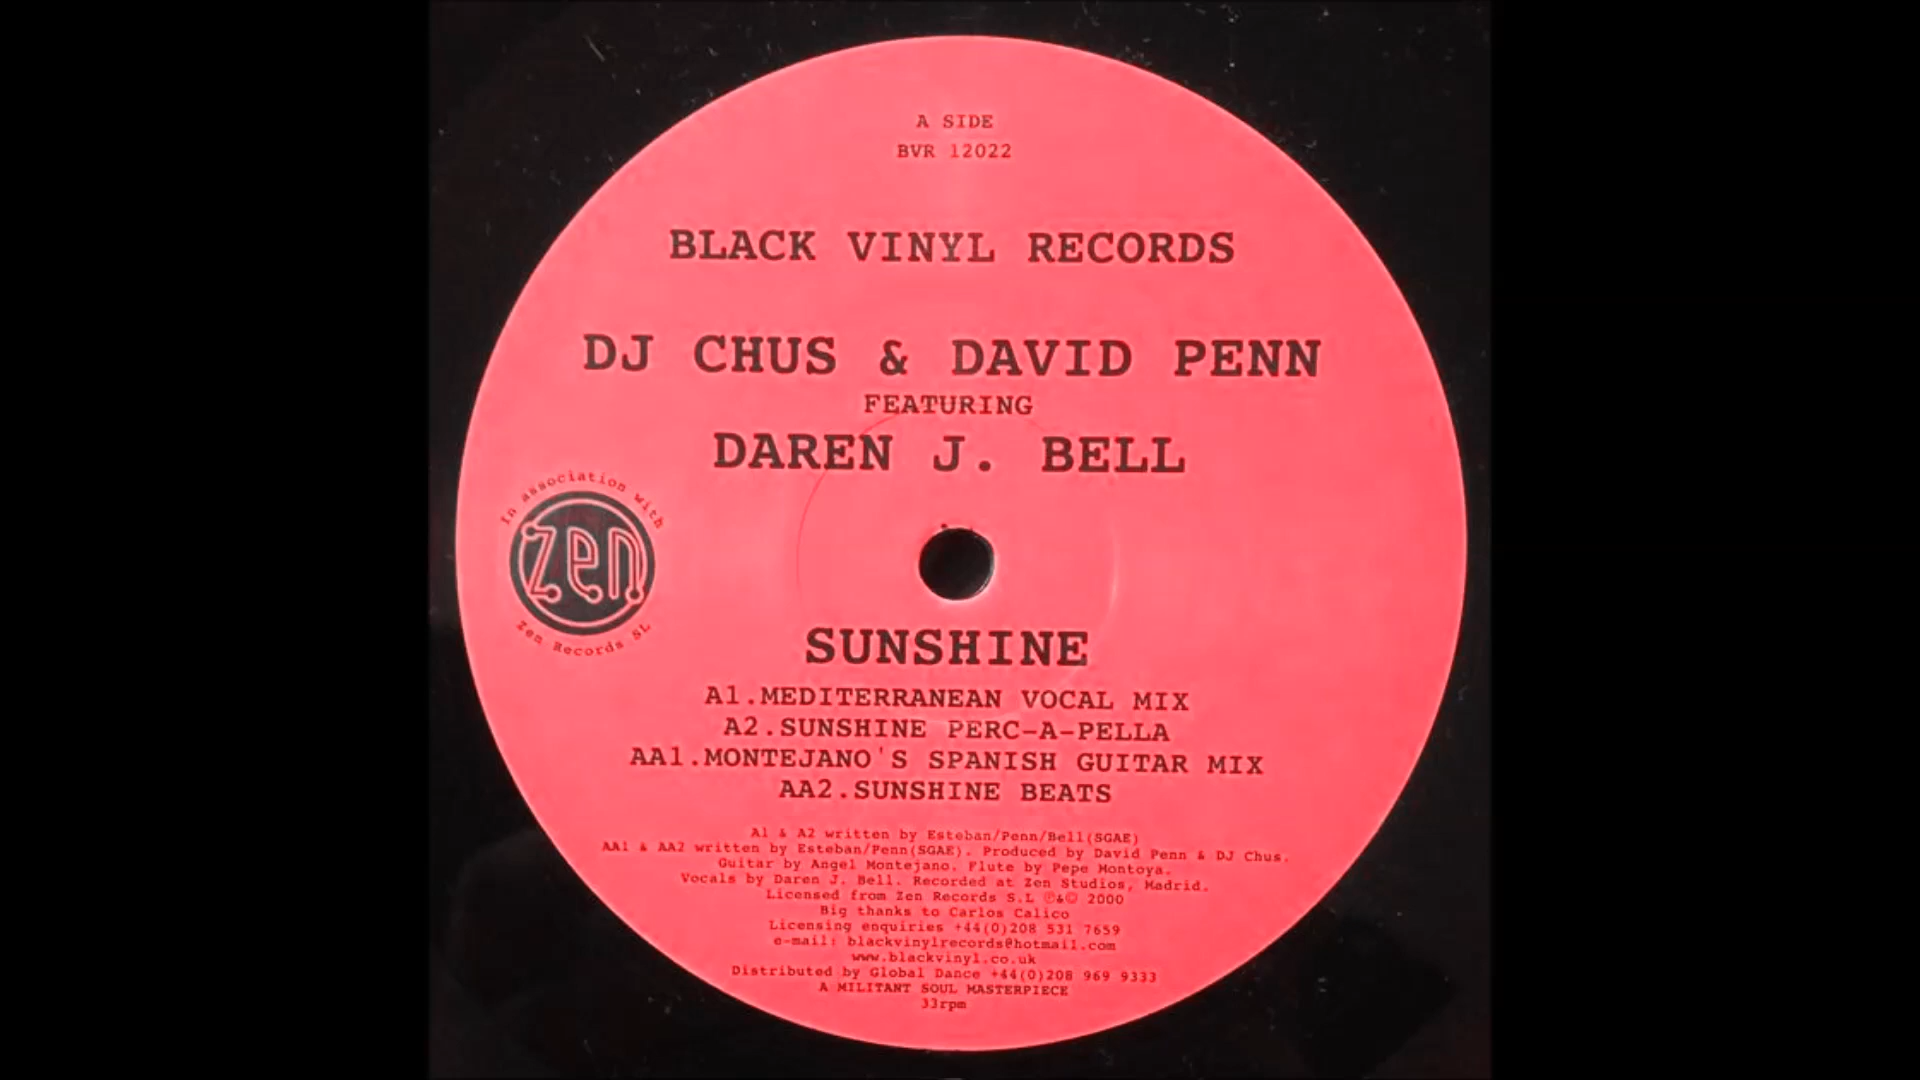 A SIDE
BVR 12022
BLACK VINYL RECORDS
DJ CHUS & DAVID PENN
FEATURING
DAREN J. BELL
In association with
zen
Zen Records SL
SUNSHINE
A1.MEDITERRANEAN VOCAL MIX
A2.SUNSHINE PERC-A-PELLA
AA1.MONTEJANO'S SPANISH GUITAR MIX
AA2.SUNSHINE BEATS
A1 & A2 written by Esteban/Penn/Bell(SGAE)
AA1 & AA2 written by Esteban/Penn(SGAE). Produced by David Penn & DJ Chus.
Guitar by Angel Montejano. Flute by Pepe Montoya.
Vocals by Daren J. Bell. Recorded at Zen Studios, Madrid.
Licensed from Zen Records S.L ℗&© 2000
Big thanks to Carlos Calico
Licensing enquiries +44(0)208 531 7659
e-mail: blackvinylrecords@hotmail.com
www.blackvinyl.co.uk
Distributed by Global Dance +44(0)208 969 9333
A MILITANT SOUL MASTERPIECE
33rpm